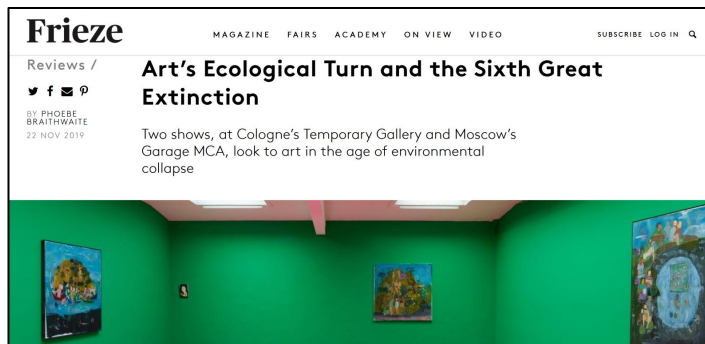 Frieze
MAGAZINE FAIRS ACADEMY ON VIEW VIDEO
SUBSCRIBE LOG IN
Reviews /
BY PHOEBE
BRAITHWAITE
22 NOV 2019
Art's Ecological Turn and the Sixth Great
Extinction
Two shows, at Cologne's Temporary Gallery and Moscow's
Garage MCA, look to art in the age of environmental
collapse